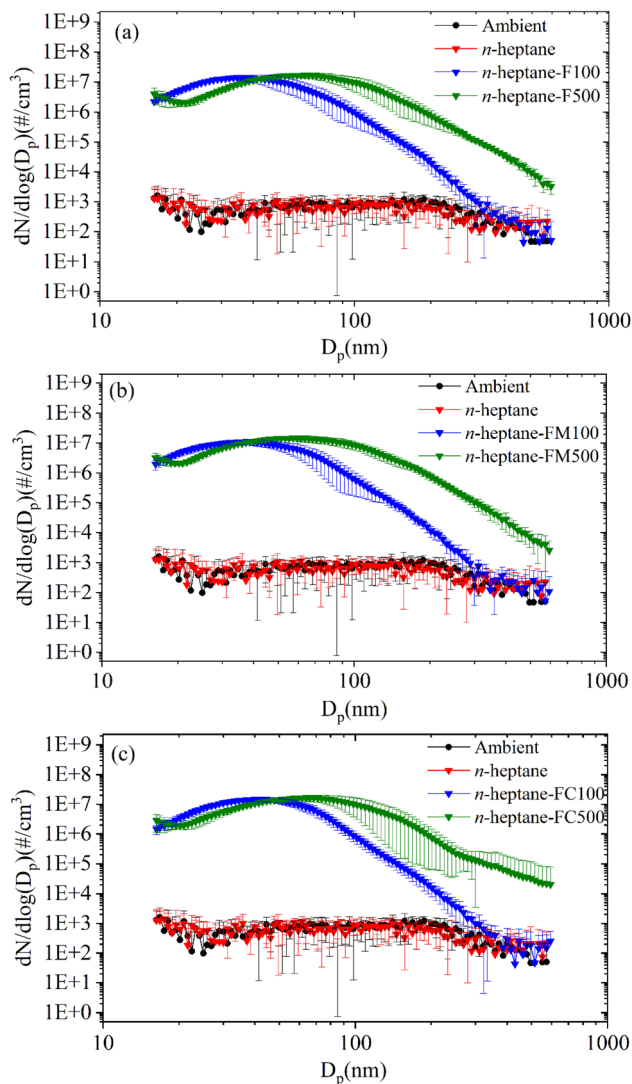 (a)
Ambient
n-heptane
n-heptane-F100
n-heptane-F500
1E+9
1E+8
1E+7
1E+6
1E+5
1E+4
1E+3
1E+2
1E+1
1E+0
dN/dlog(Dp)(#/cm³)
10
100
1000
Dp(nm)
(b)
Ambient
n-heptane
n-heptane-FM100
n-heptane-FM500
1E+9
1E+8
1E+7
1E+6
1E+5
1E+4
1E+3
1E+2
1E+1
1E+0
dN/dlog(Dp)(#/cm³)
10
100
1000
Dp(nm)
(c)
Ambient
n-heptane
n-heptane-FC100
n-heptane-FC500
1E+9
1E+8
1E+7
1E+6
1E+5
1E+4
1E+3
1E+2
1E+1
1E+0
dN/dlog(Dp)(#/cm³)
10
100
1000
Dp(nm)